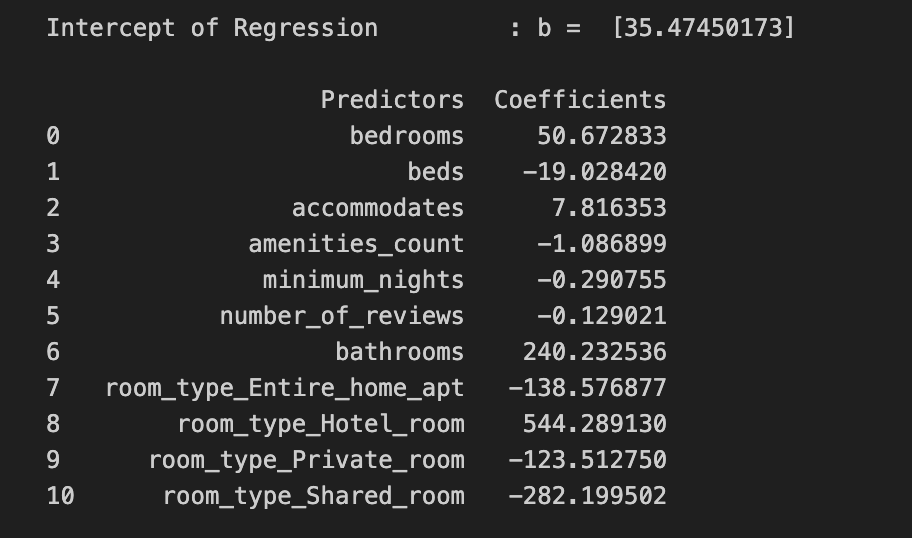 Intercept of Regression : b = [35.47450173]
Predictors Coefficients
0 bedrooms 50.672833
1 beds -19.028420
2 accommodates 7.816353
3 amenities_count -1.086899
4 minimum_nights -0.290755
5 number_of_reviews -0.129021
6 bathrooms 240.232536
7 room_type_Entire_home_apt -138.576877
8 room_type_Hotel_room 544.289130
9 room_type_Private_room -123.512750
10 room_type_Shared_room -282.199502